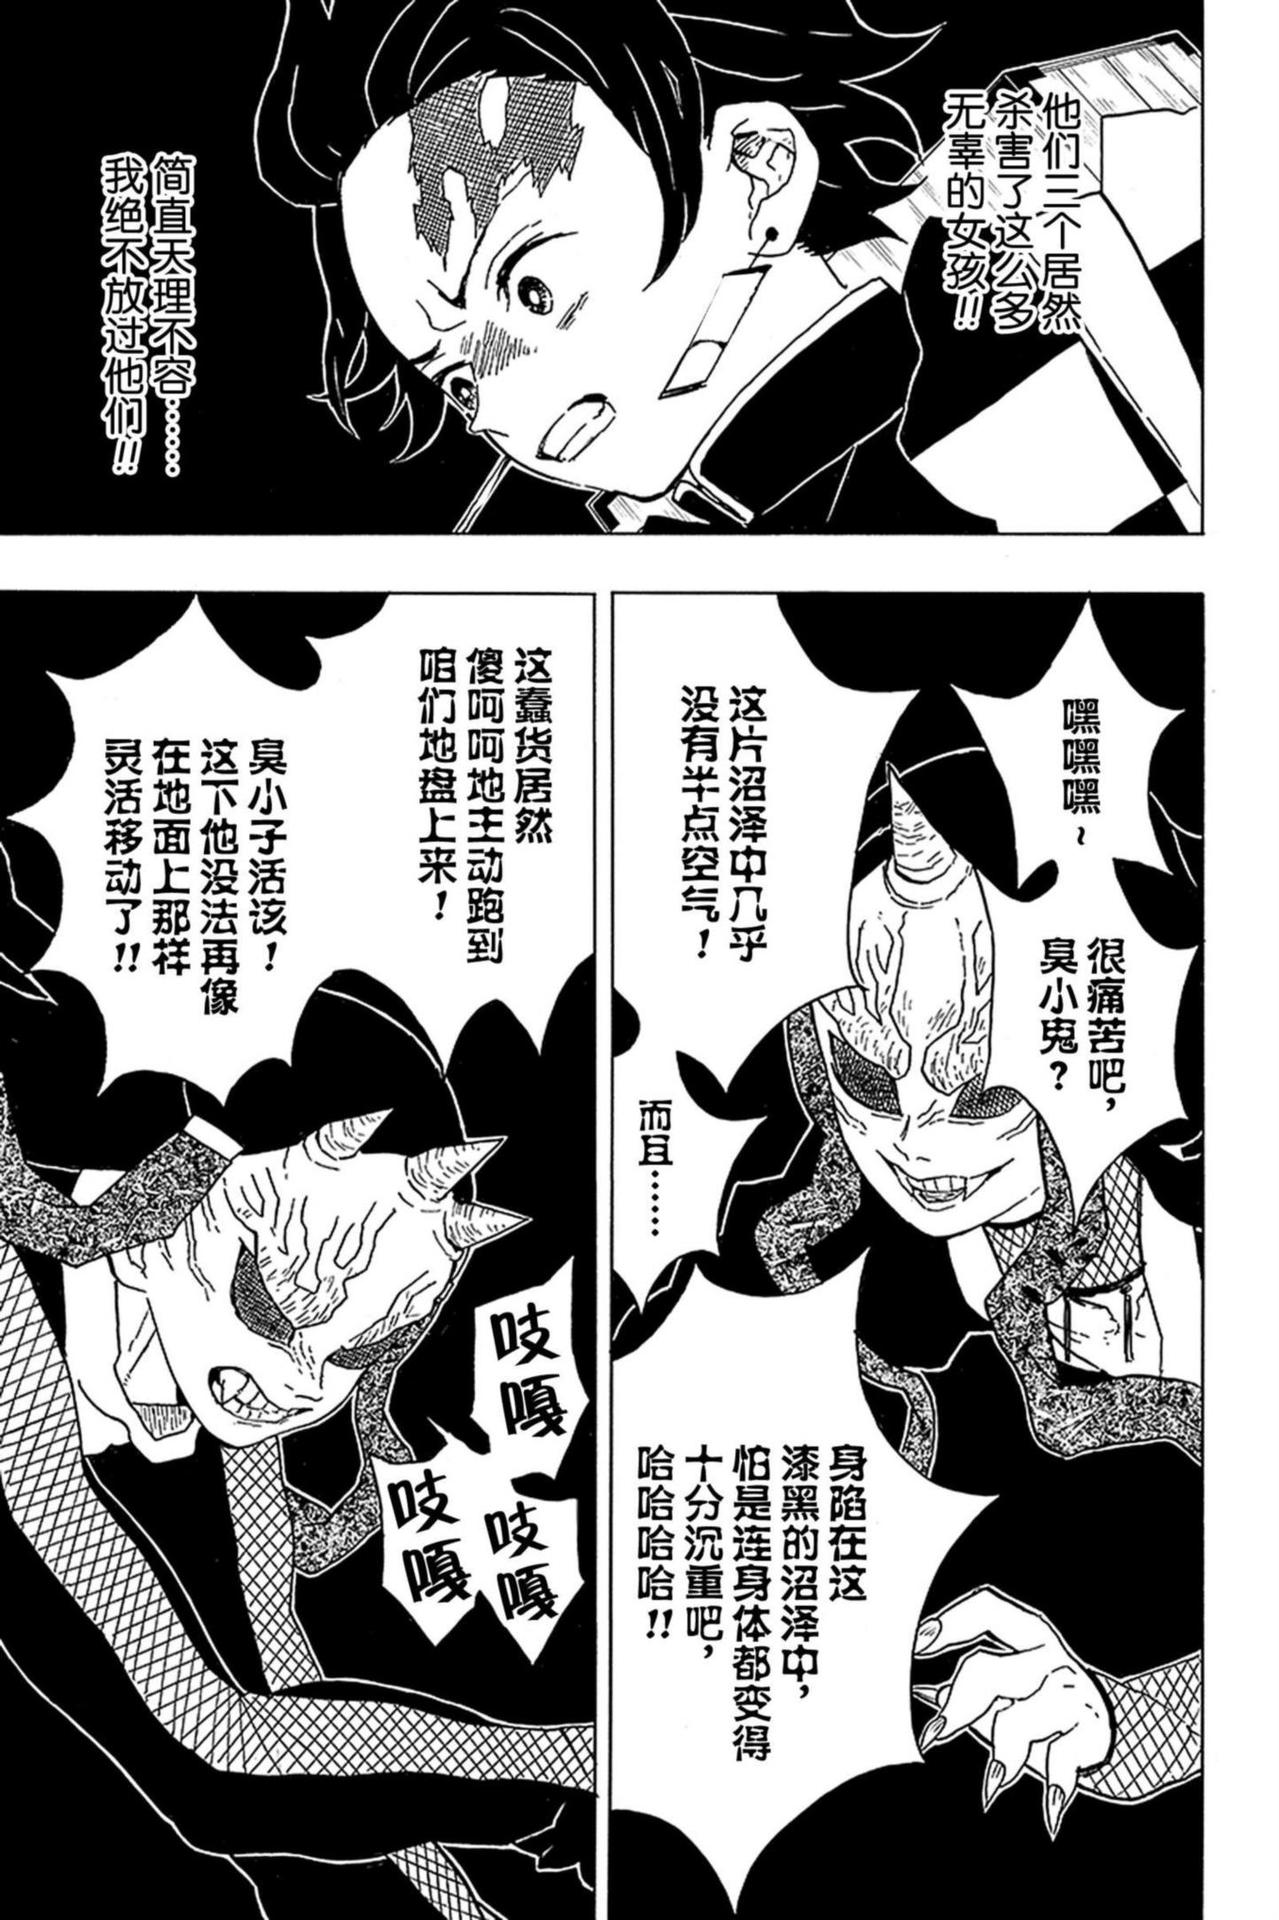 他们三个居然
杀害了这么多
无辜的女孩!!
简直天理不容……
我绝不放过他们!!
嘿嘿嘿~
很痛苦吧，
臭小鬼？
这片沼泽中几乎
没有半点空气！
而且……
身陷在这
漆黑的沼泽中，
怕是连身体都变得
十分沉重吧，
哈哈哈哈!!
这蠢货居然
傻呵呵地主动跑到
咱们地盘上来！
臭小子活该！
这下他没法再像
在地面上那样
灵活移动了!!
吱嘎
吱嘎
吱嘎